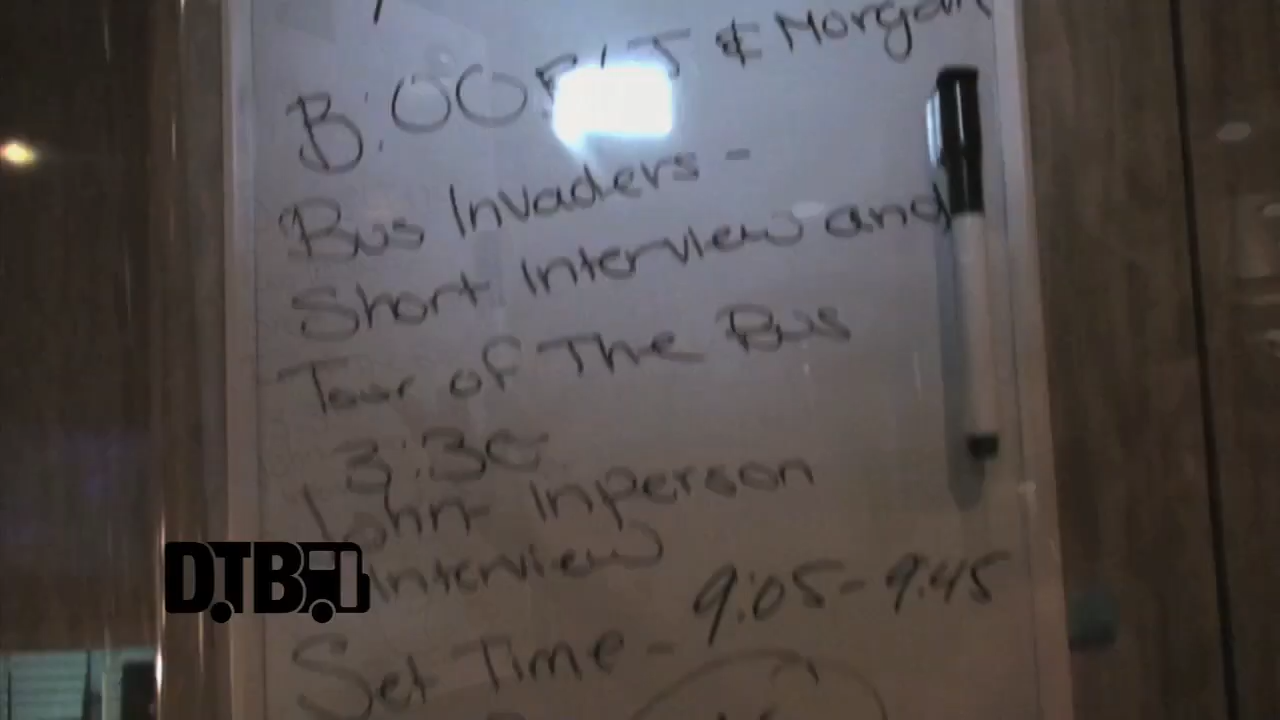 & Morgan
Bus Invaders -
Short Interview and
Tour of The Bus
3:30
John Inperson
Interview
DTB
Set Time - 9:05-9:45